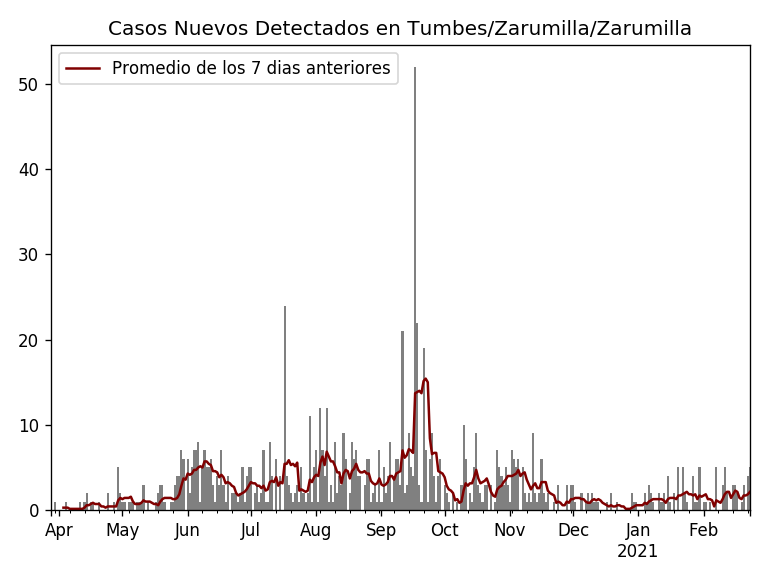 Casos Nuevos Detectados en Tumbes/Zarumilla/Zarumilla
Promedio de los 7 dias anteriores
50
40
30
20
10
0
Apr May Jun Jul Aug Sep Oct Nov Dec Jan Feb
2021